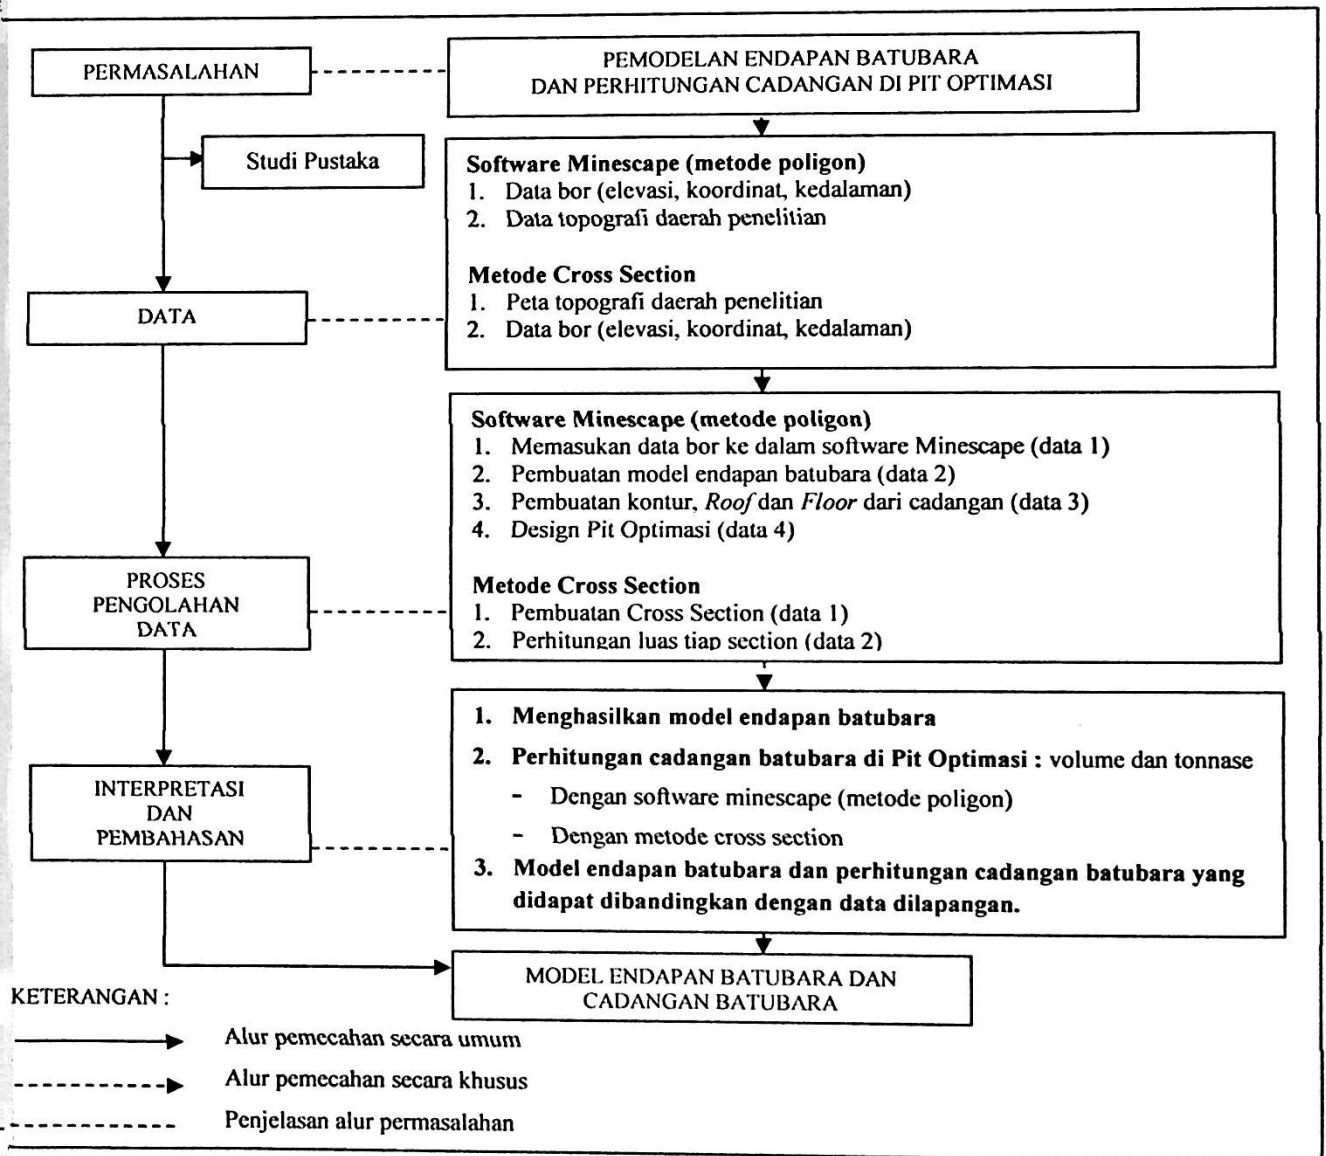 PERMASALAHAN
PEMODELAN ENDAPAN BATUBARA
DAN PERHITUNGAN CADANGAN DI PIT OPTIMASI
Studi Pustaka
Software Minescape (metode poligon)
1. Data bor (elevasi, koordinat, kedalaman)
2. Data topografi daerah penelitian
Metode Cross Section
1. Peta topografi daerah penelitian
2. Data bor (elevasi, koordinat, kedalaman)
DATA
Software Minescape (metode poligon)
1. Memasukan data bor ke dalam software Minescape (data 1)
2. Pembuatan model endapan batubara (data 2)
3. Pembuatan kontur, Roof dan Floor dari cadangan (data 3)
4. Design Pit Optimasi (data 4)
Metode Cross Section
1. Pembuatan Cross Section (data 1)
2. Perhitungan luas tiap section (data 2)
PROSES
PENGOLAHAN
DATA
1. Menghasilkan model endapan batubara
2. Perhitungan cadangan batubara di Pit Optimasi : volume dan tonnase
- Dengan software minescape (metode poligon)
- Dengan metode cross section
3. Model endapan batubara dan perhitungan cadangan batubara yang
didapat dibandingkan dengan data dilapangan.
INTERPRETASI
DAN
PEMBAHASAN
MODEL ENDAPAN BATUBARA DAN
CADANGAN BATUBARA
KETERANGAN :
Alur pemecahan secara umum
Alur pemecahan secara khusus
Penjelasan alur permasalahan